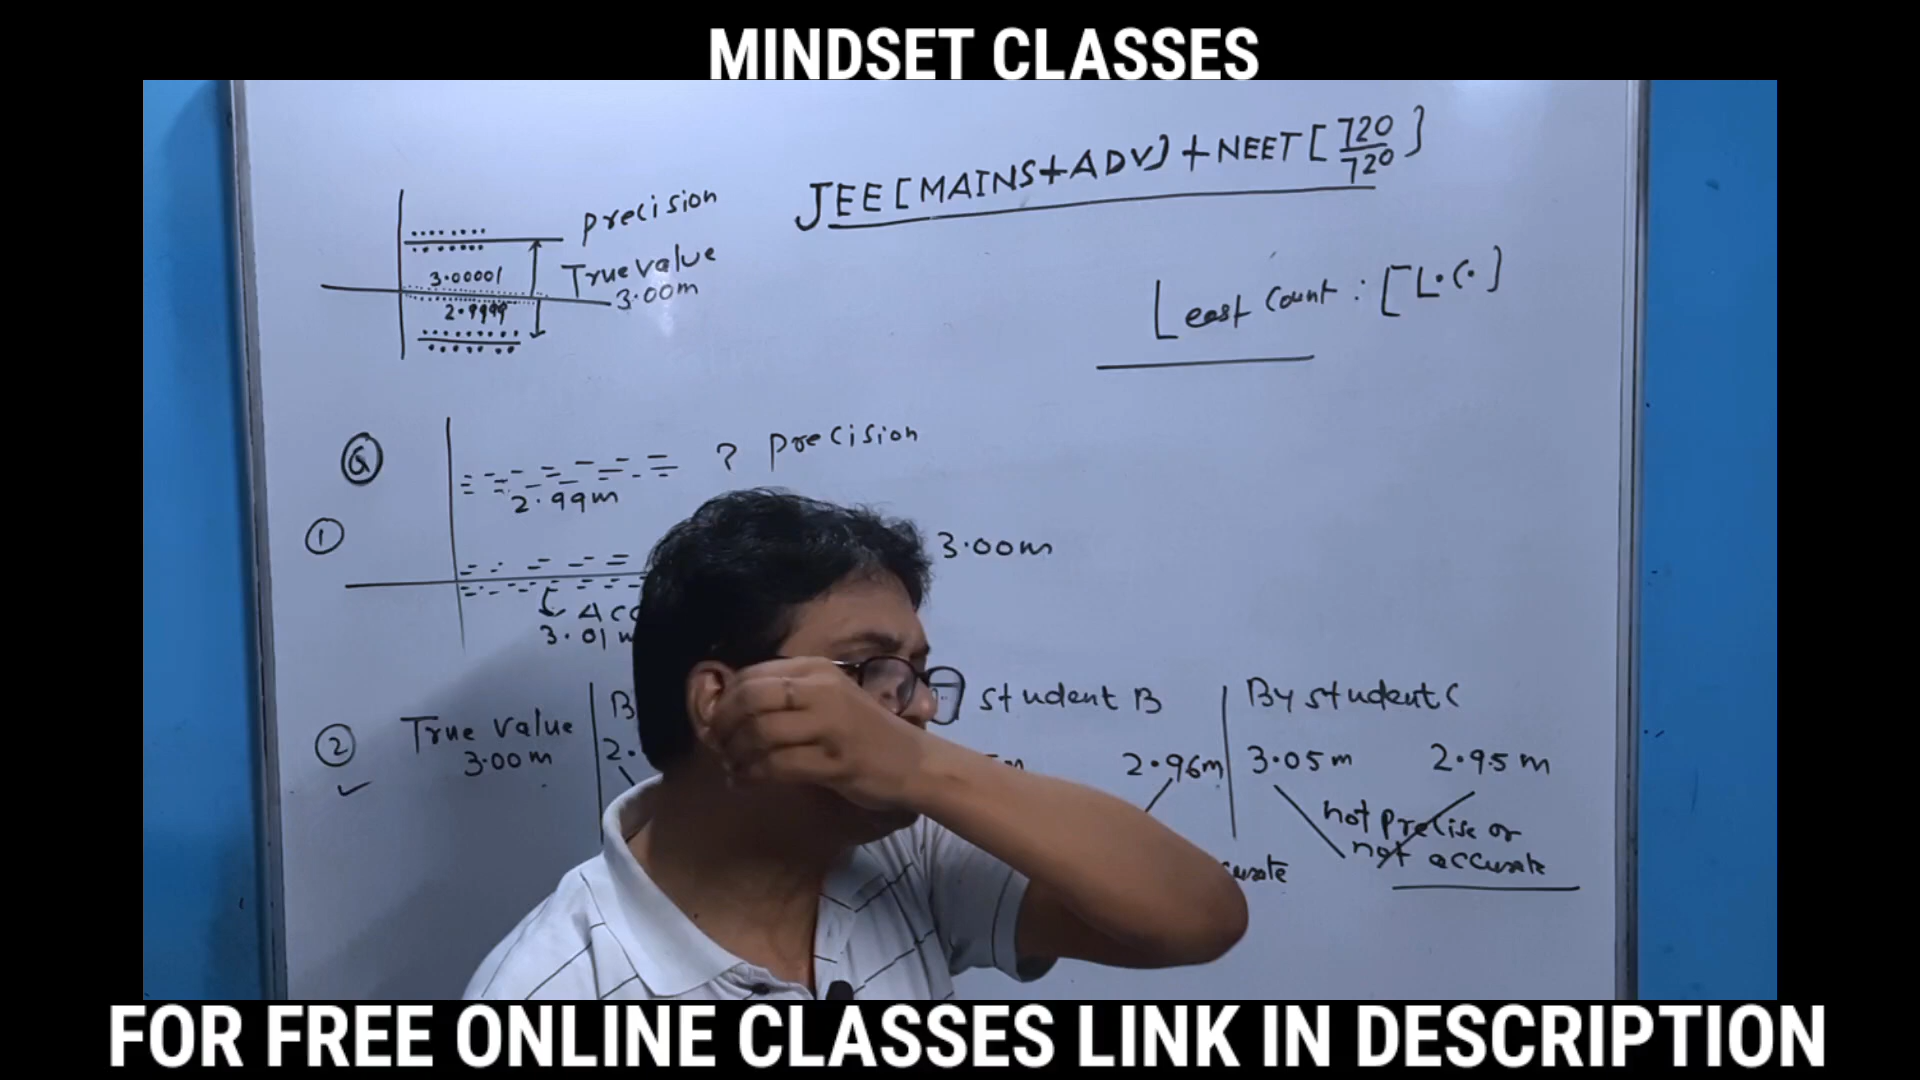 MINDSET CLASSES
JEE [MAINS+ADV] + NEET [720/720]
precision
3.00001
True value
3.00m
2.9999
Least Count : [L.C.]
Q
? Precision
2.99m
1
3.00m
3.01
2
True value
3.00m
student B
2.96m
By student C
3.05m 2.95m
not precise or
not accurate
FOR FREE ONLINE CLASSES LINK IN DESCRIPTION